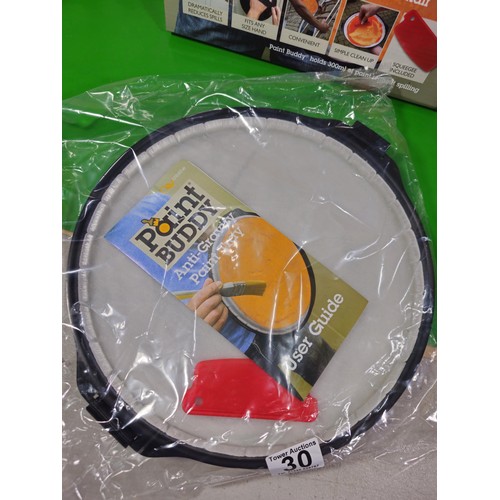 DRAMATICALLY
REDUCES SPILLS
FITS ANY
SIZE HAND
CONVENIENT
SIMPLE CLEAN UP
SQUEEGEE
INCLUDED
Paint Buddy holds 300ml of spilling
Paint
BUDDY
Anti-Gravity
Paint Tray
User Guide
Tower Auctions
30